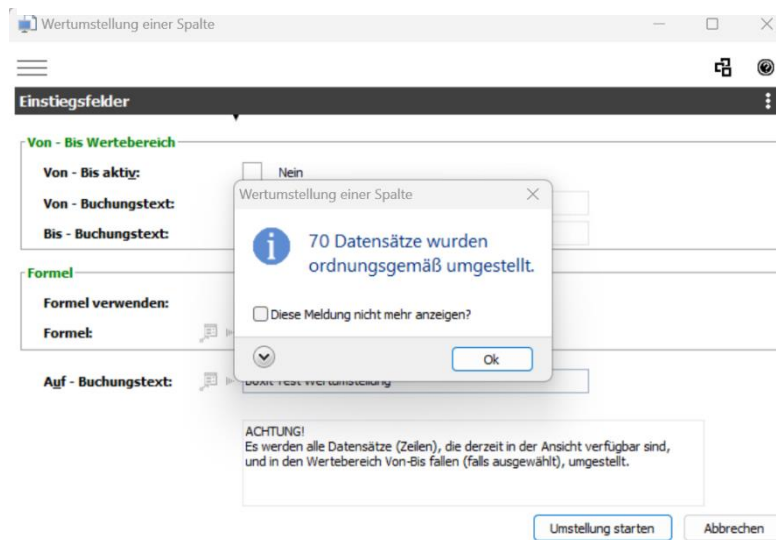 Wertumstellung einer Spalte
Einstiegsfelder
Von - Bis Wertebereich
Von - Bis aktiv:
Nein
Von - Buchungstext:
Bis - Buchungstext:
Formel
Formel verwenden:
Formel:
Auf - Buchungstext:
Wertumstellung einer Spalte
70 Datensätze wurden
ordnungsgemäß umgestellt.
Diese Meldung nicht mehr anzeigen?
Ok
ACHTUNG!
Es werden alle Datensätze (Zeilen), die derzeit in der Ansicht verfügbar sind,
und in den Wertebereich Von-Bis fallen (falls ausgewählt), umgestellt.
Umstellung starten
Abbrechen